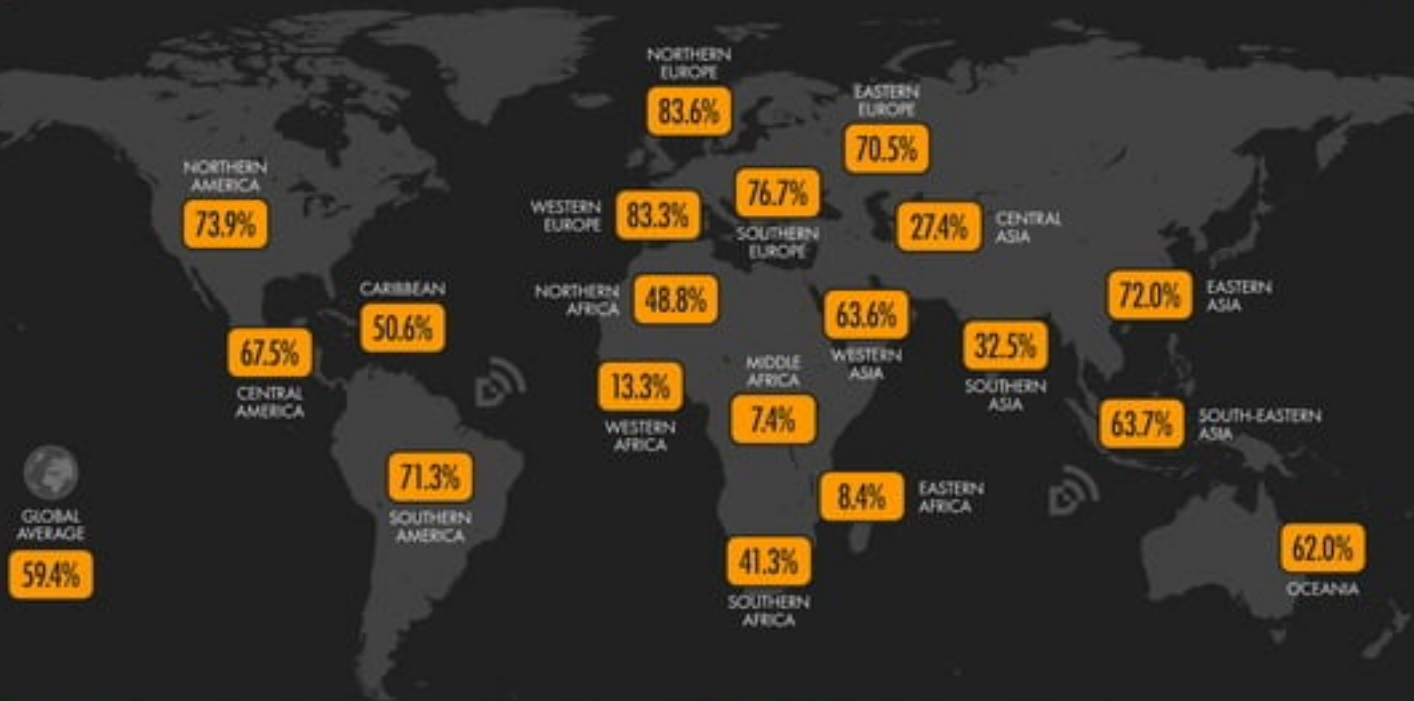 NORTHERN
EUROPE
83.6%
EASTERN
EUROPE
70.5%
NORTHERN
AMERICA
73.9%
WESTERN
EUROPE
83.3%
76.7%
SOUTHERN
EUROPE
27.4%
CENTRAL
ASIA
CARIBBEAN
50.6%
NORTHERN
AFRICA
48.8%
63.6%
WESTERN
ASIA
72.0%
EASTERN
ASIA
67.5%
CENTRAL
AMERICA
13.3%
WESTERN
AFRICA
MIDDLE
AFRICA
7.4%
32.5%
SOUTHERN
ASIA
63.7%
SOUTH-EASTERN
ASIA
71.3%
SOUTHERN
AMERICA
8.4%
EASTERN
AFRICA
GLOBAL
AVERAGE
59.4%
41.3%
SOUTHERN
AFRICA
62.0%
OCEANIA